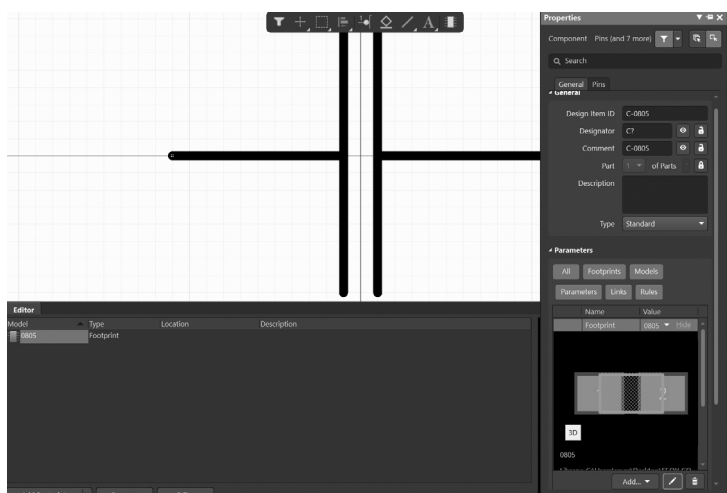 Properties
Component Pins (and 7 more)
Search
General Pins
General
Design Item ID C-0805
Designator C?
Comment C-0805
Part 1 of Parts
Description
Type Standard
Parameters
All Footprints Models
Parameters Links Rules
Name Value
Footprint 0805 Hide
2
3D
0805
Add...
Editor
Model Type Location Description
0805 Footprint